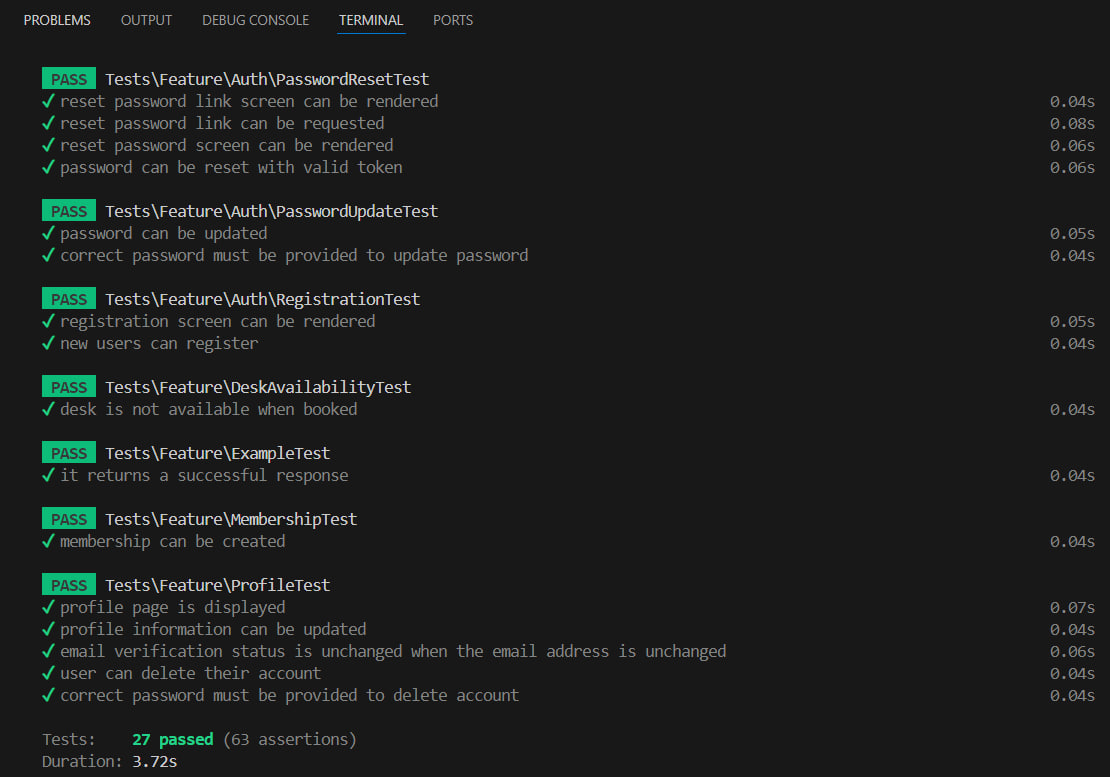 PROBLEMS OUTPUT DEBUG CONSOLE TERMINAL PORTS
PASS Tests\Feature\Auth\PasswordResetTest
✓ reset password link screen can be rendered 0.04s
✓ reset password link can be requested 0.08s
✓ reset password screen can be rendered 0.06s
✓ password can be reset with valid token 0.06s
PASS Tests\Feature\Auth\PasswordUpdateTest
✓ password can be updated 0.05s
✓ correct password must be provided to update password 0.04s
PASS Tests\Feature\Auth\RegistrationTest
✓ registration screen can be rendered 0.05s
✓ new users can register 0.04s
PASS Tests\Feature\DeskAvailabilityTest
✓ desk is not available when booked 0.04s
PASS Tests\Feature\ExampleTest
✓ it returns a successful response 0.04s
PASS Tests\Feature\MembershipTest
✓ membership can be created 0.04s
PASS Tests\Feature\ProfileTest
✓ profile page is displayed 0.07s
✓ profile information can be updated 0.04s
✓ email verification status is unchanged when the email address is unchanged 0.06s
✓ user can delete their account 0.04s
✓ correct password must be provided to delete account 0.04s
Tests: 27 passed (63 assertions)
Duration: 3.72s